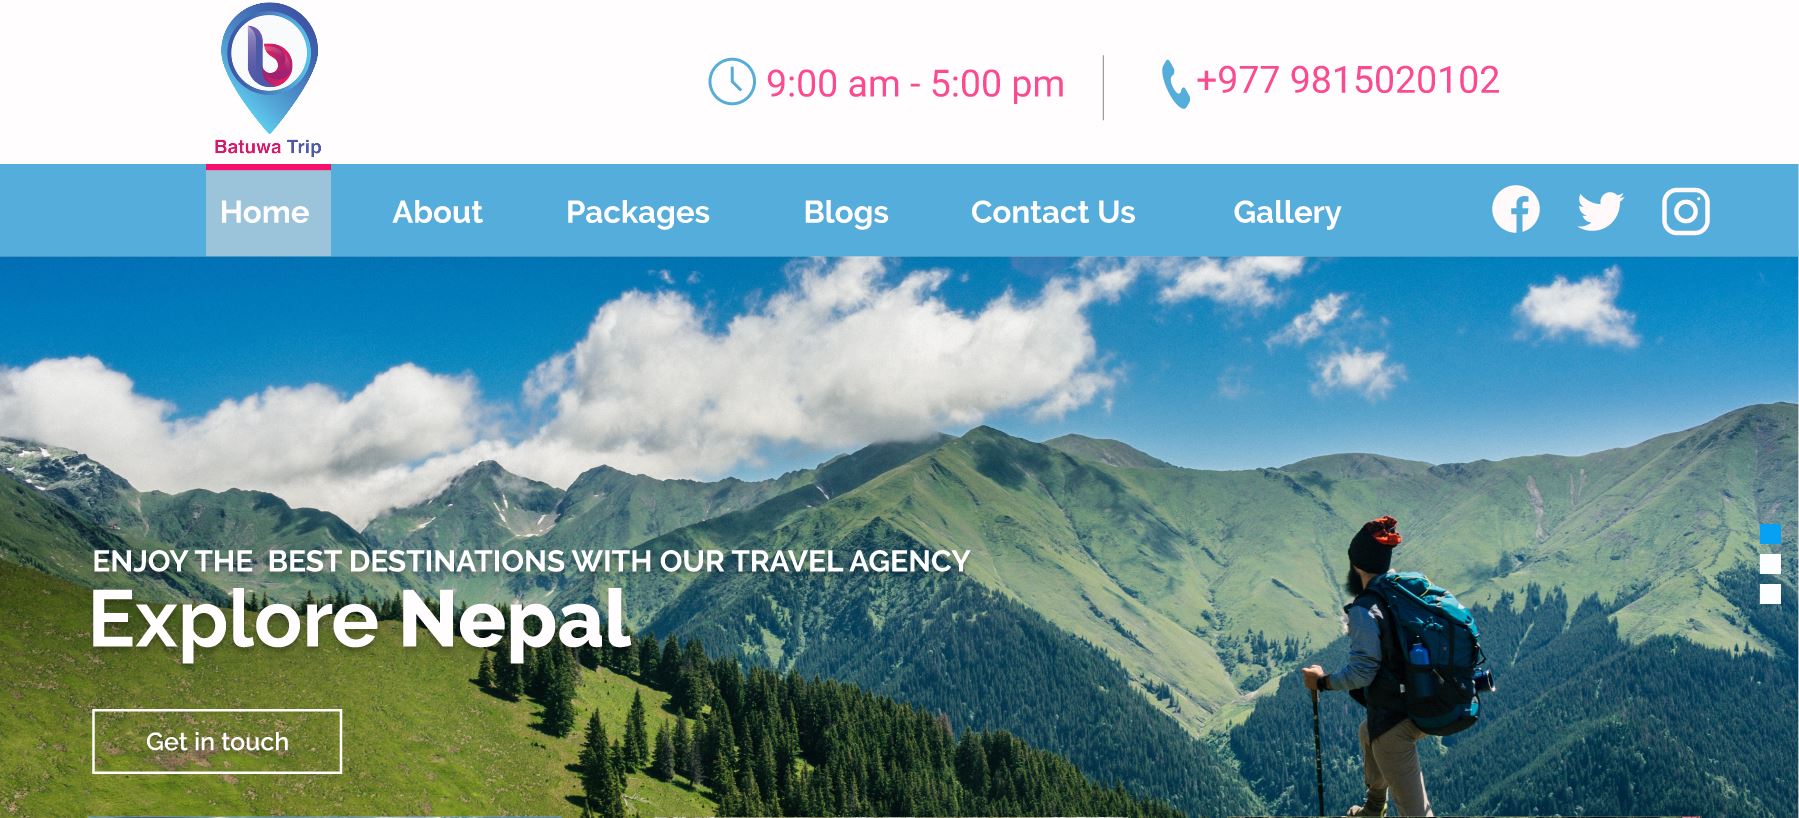 Batuwa Trip
9:00 am - 5:00 pm
+977 9815020102
Home
About
Packages
Blogs
Contact Us
Gallery
ENJOY THE BEST DESTINATIONS WITH OUR TRAVEL AGENCY
Explore Nepal
Get in touch